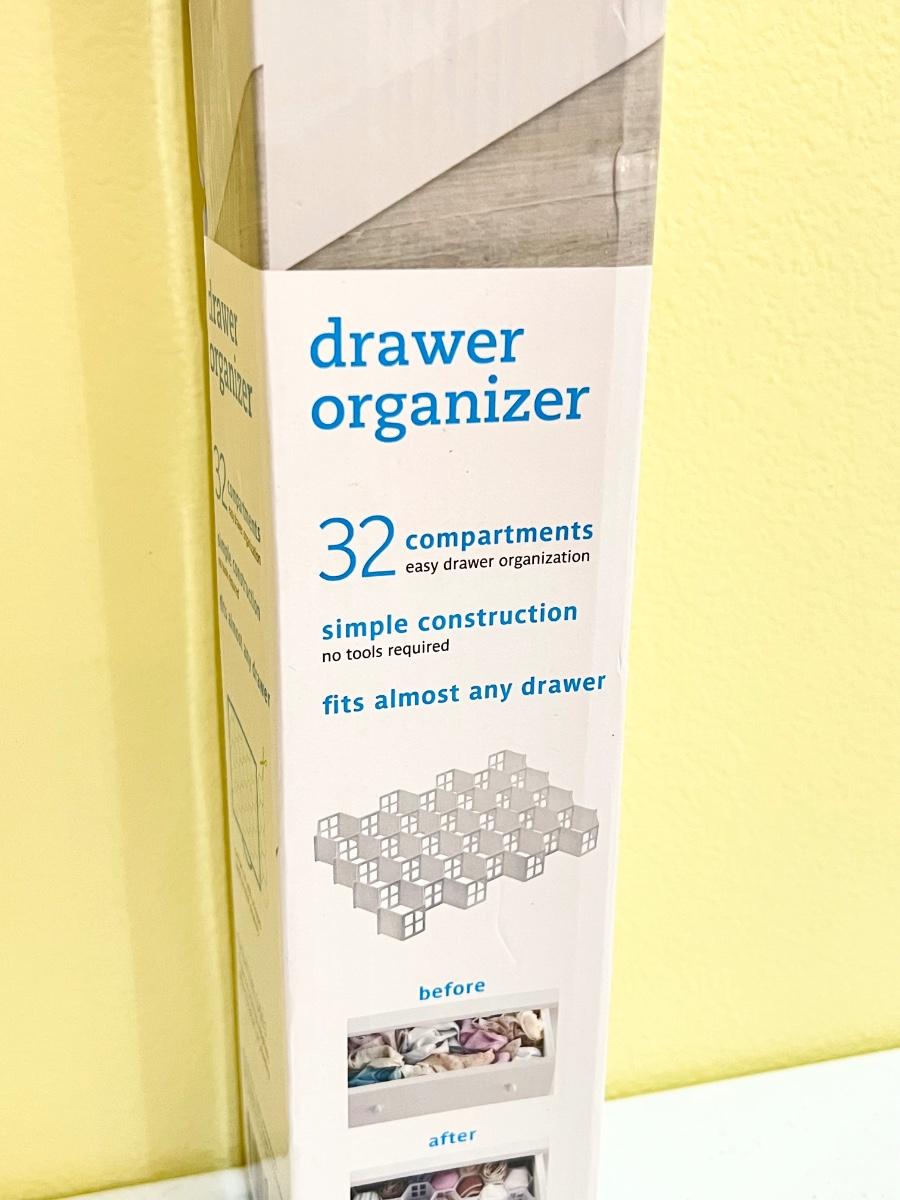 drawer
organizer
32 compartments
easy drawer organization
simple construction
no tools required
fits almost any drawer
before
after
drawer
organizer
32 compartments
simple construction
fits almost any drawer